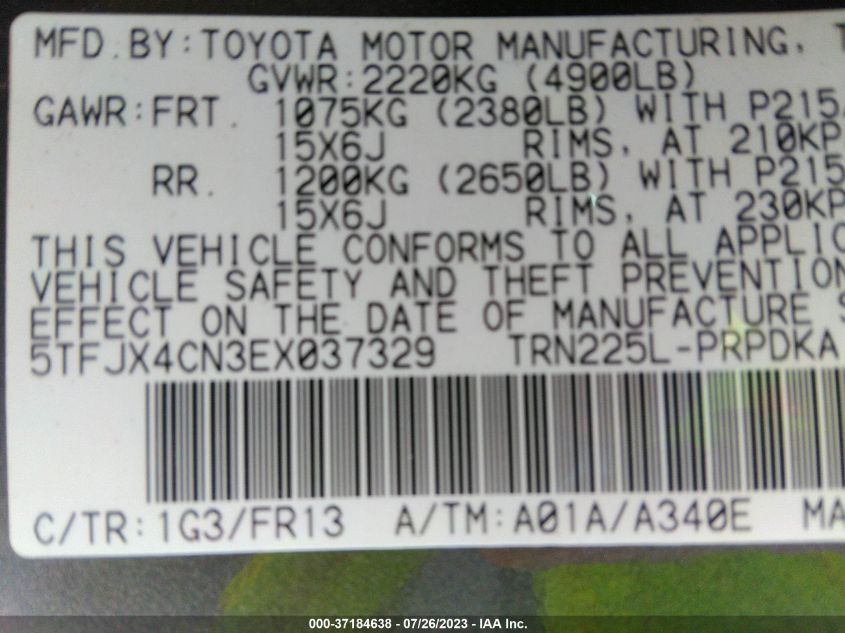 MFD.BY:TOYOTA MOTOR MANUFACTURING,
GVWR:2220KG (4900LB)
GAWR:FRT. 1075KG (2380LB) WITH P215
15X6J RIMS, AT 210KP
RR. 1200KG (2650LB) WITH P215
15X6J RIMS, AT 230KP
THIS VEHICLE CONFORMS TO ALL APPLIC
VEHICLE SAFETY AND THEFT PREVENTION
EFFECT ON THE DATE OF MANUFACTURE S
5TFJX4CN3EX037329 TRN225L-PRPDKA
C/TR:1G3/FR13 A/TM:A01A/A340E MA
000-37184638 - 07/26/2023 - IAA Inc.